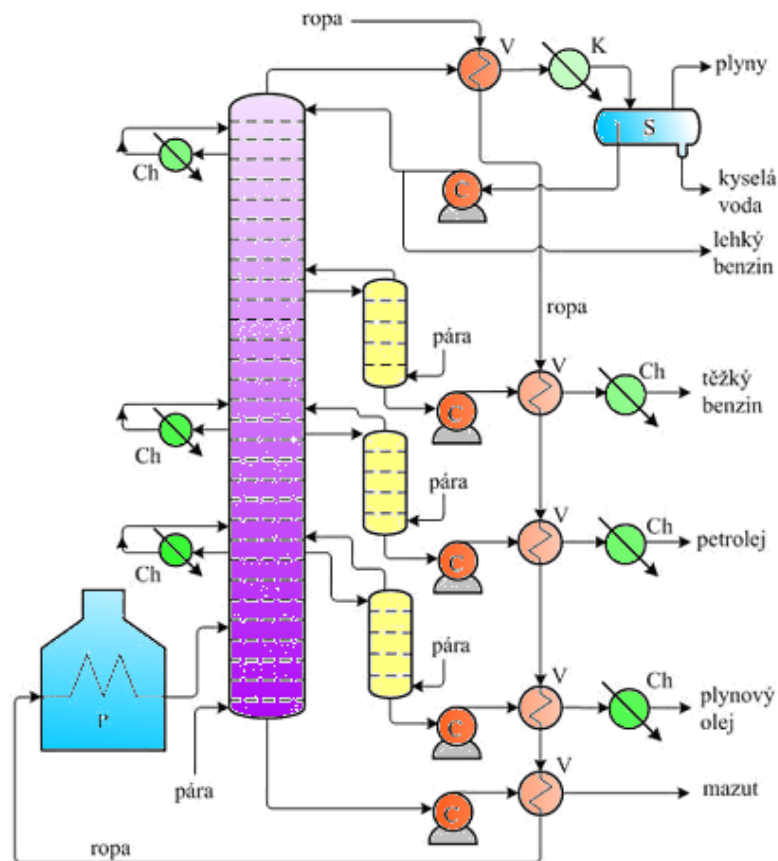 ropa
V
K
plyny
S
Ch
C
kyselá
voda
lehký
benzin
ropa
pára
V
Ch
těžký
benzin
C
Ch
pára
V
Ch
petrolej
C
Ch
pára
V
Ch
plynový
olej
C
P
V
mazut
pára
C
ropa